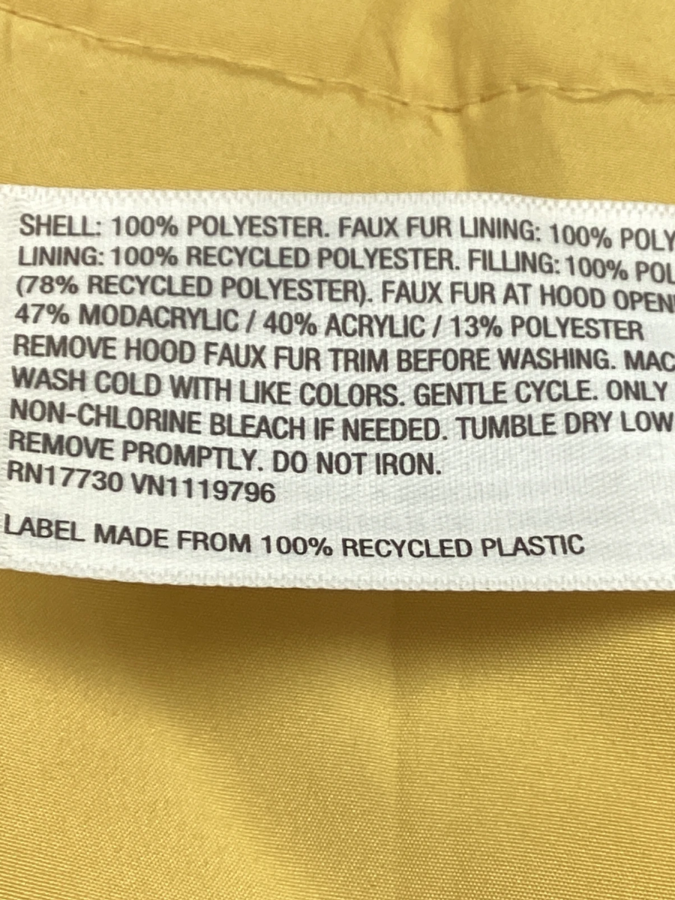 SHELL: 100% POLYESTER. FAUX FUR LINING: 100% POLY
LINING: 100% RECYCLED POLYESTER. FILLING: 100% POL
(78% RECYCLED POLYESTER). FAUX FUR AT HOOD OPENI
47% MODACRYLIC / 40% ACRYLIC / 13% POLYESTER
REMOVE HOOD FAUX FUR TRIM BEFORE WASHING. MAC
WASH COLD WITH LIKE COLORS. GENTLE CYCLE. ONLY
NON-CHLORINE BLEACH IF NEEDED. TUMBLE DRY LOW
REMOVE PROMPTLY. DO NOT IRON.
RN17730 VN1119796
LABEL MADE FROM 100% RECYCLED PLASTIC